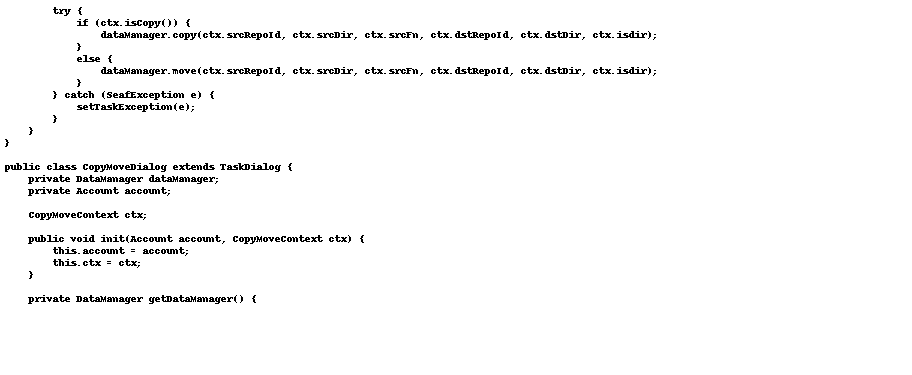 try {
if (ctx.isCopy()) {
dataManager.copy(ctx.srcRepoId, ctx.srcDir, ctx.srcFn, ctx.dstRepoId, ctx.dstDir, ctx.isdir);
}
else {
dataManager.move(ctx.srcRepoId, ctx.srcDir, ctx.srcFn, ctx.dstRepoId, ctx.dstDir, ctx.isdir);
}
} catch (SeafException e) {
setTaskException(e);
}
}
}
public class CopyMoveDialog extends TaskDialog {
private DataManager dataManager;
private Account account;
CopyMoveContext ctx;
public void init(Account account, CopyMoveContext ctx) {
this.account = account;
this.ctx = ctx;
}
private DataManager getDataManager() {